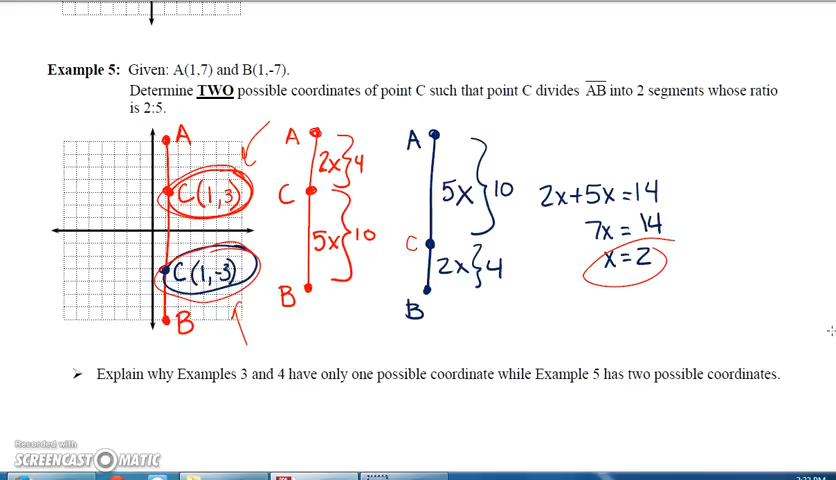 Example 5: Given: A(1,7) and B(1,-7).
Determine TWO possible coordinates of point C such that point C divides AB into 2 segments whose ratio
is 2:5.
A
C(1,3)
C(1,-3)
B
A
2x}4
C
5x}10
B
A
5x}10
C
2x}4
B
2x+5x=14
7x=14
x=2
➤ Explain why Examples 3 and 4 have only one possible coordinate while Example 5 has two possible coordinates.
Recorded with
SCREENCAST-O-MATIC